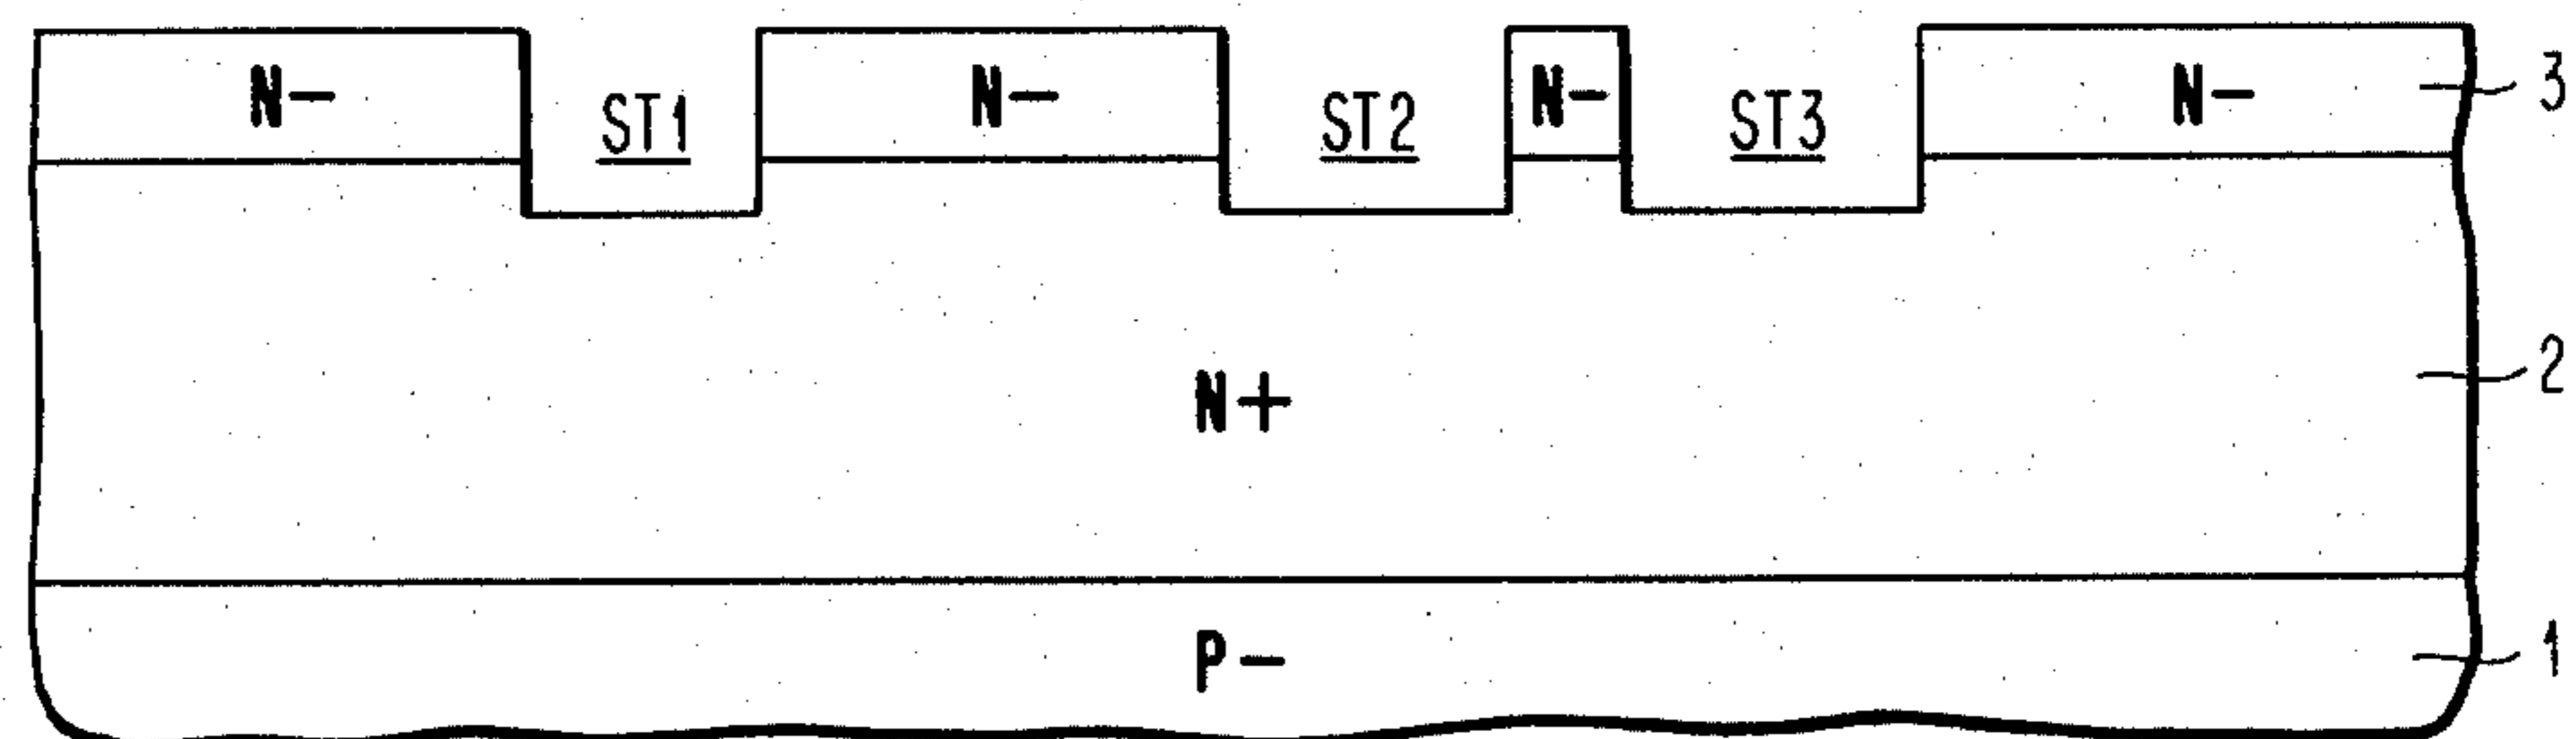 N- ST1 N- ST2 N- ST3 N- 3
N+ 2
P- 1